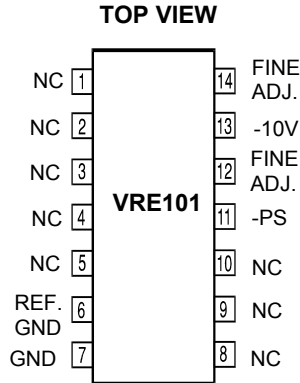 TOP VIEW
NC 1
NC 2
NC 3
NC 4
NC 5
REF.
GND 6
GND 7
VRE101
14 FINE
ADJ.
13 -10V
12 FINE
ADJ.
11 -PS
10 NC
9 NC
8 NC